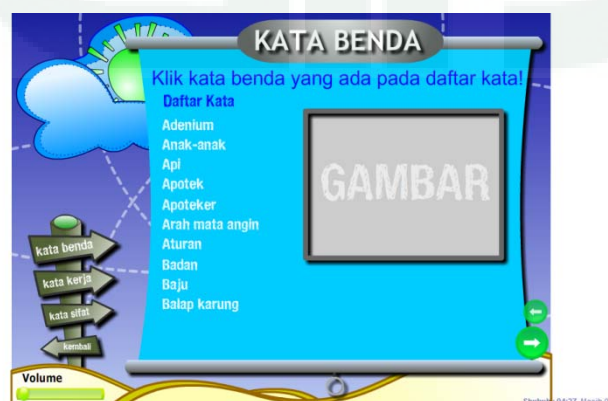 KATA BENDA
Klik kata benda yang ada pada daftar kata!
Daftar Kata
Adenium
Anak-anak
Api
Apotek
Apoteker
Arah mata angin
Aturan
Badan
Baju
Balap karung
GAMBAR
kata benda
kata kerja
kata sifat
kembali
Volume